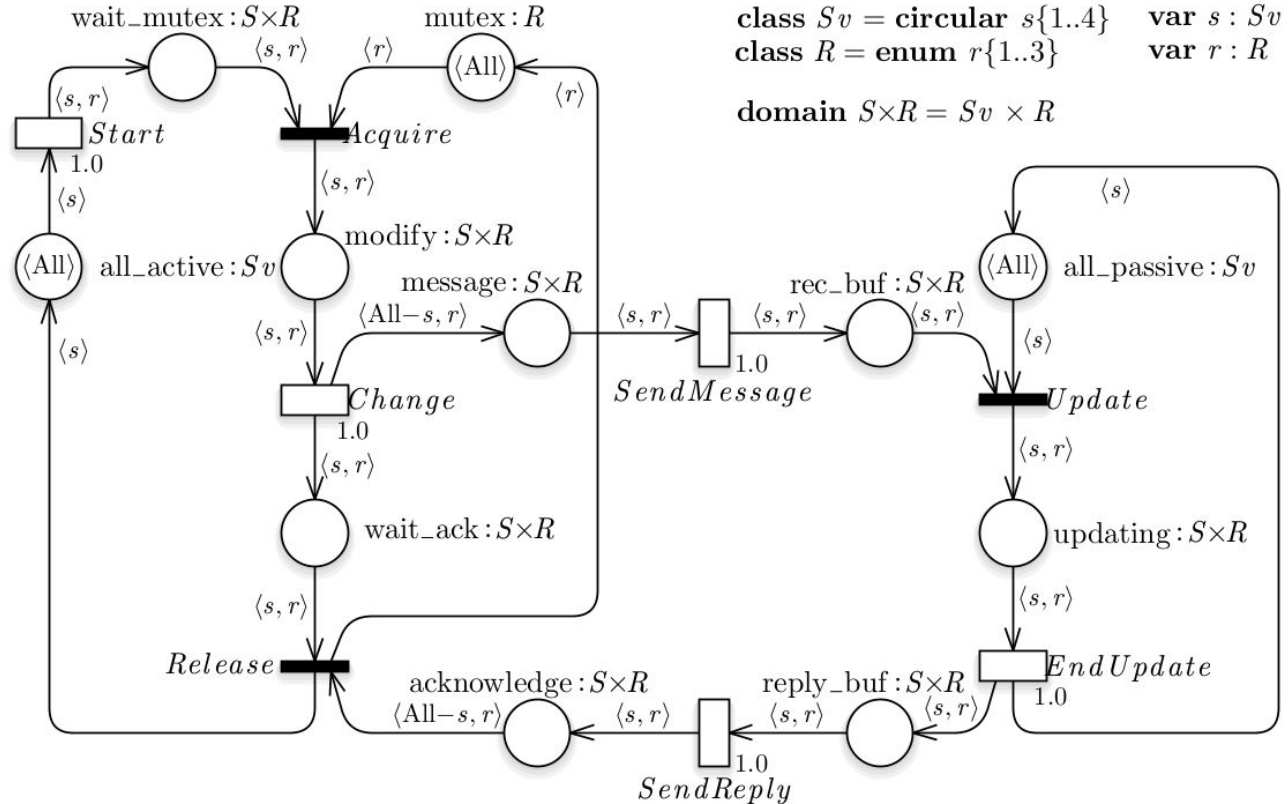 wait_mutex : S×R
mutex : R
class Sv = circular s{1..4}
var s : Sv
class R = enum r{1..3}
var r : R
domain S×R = Sv × R
⟨s, r⟩
⟨r⟩
⟨All⟩
⟨s, r⟩
⟨r⟩
Start
1.0
Acquire
⟨s⟩
⟨s, r⟩
⟨s⟩
⟨All⟩
all_active : Sv
modify : S×R
message : S×R
rec_buf : S×R
⟨All⟩
all_passive : Sv
⟨s⟩
⟨s, r⟩
⟨All−s, r⟩
⟨s, r⟩
⟨s, r⟩
⟨s, r⟩
⟨s⟩
Change
1.0
1.0
SendMessage
Update
⟨s, r⟩
⟨s, r⟩
wait_ack : S×R
updating : S×R
⟨s, r⟩
⟨s, r⟩
Release
EndUpdate
1.0
acknowledge : S×R
reply_buf : S×R
⟨All−s, r⟩
⟨s, r⟩
⟨s, r⟩
⟨s, r⟩
1.0
SendReply